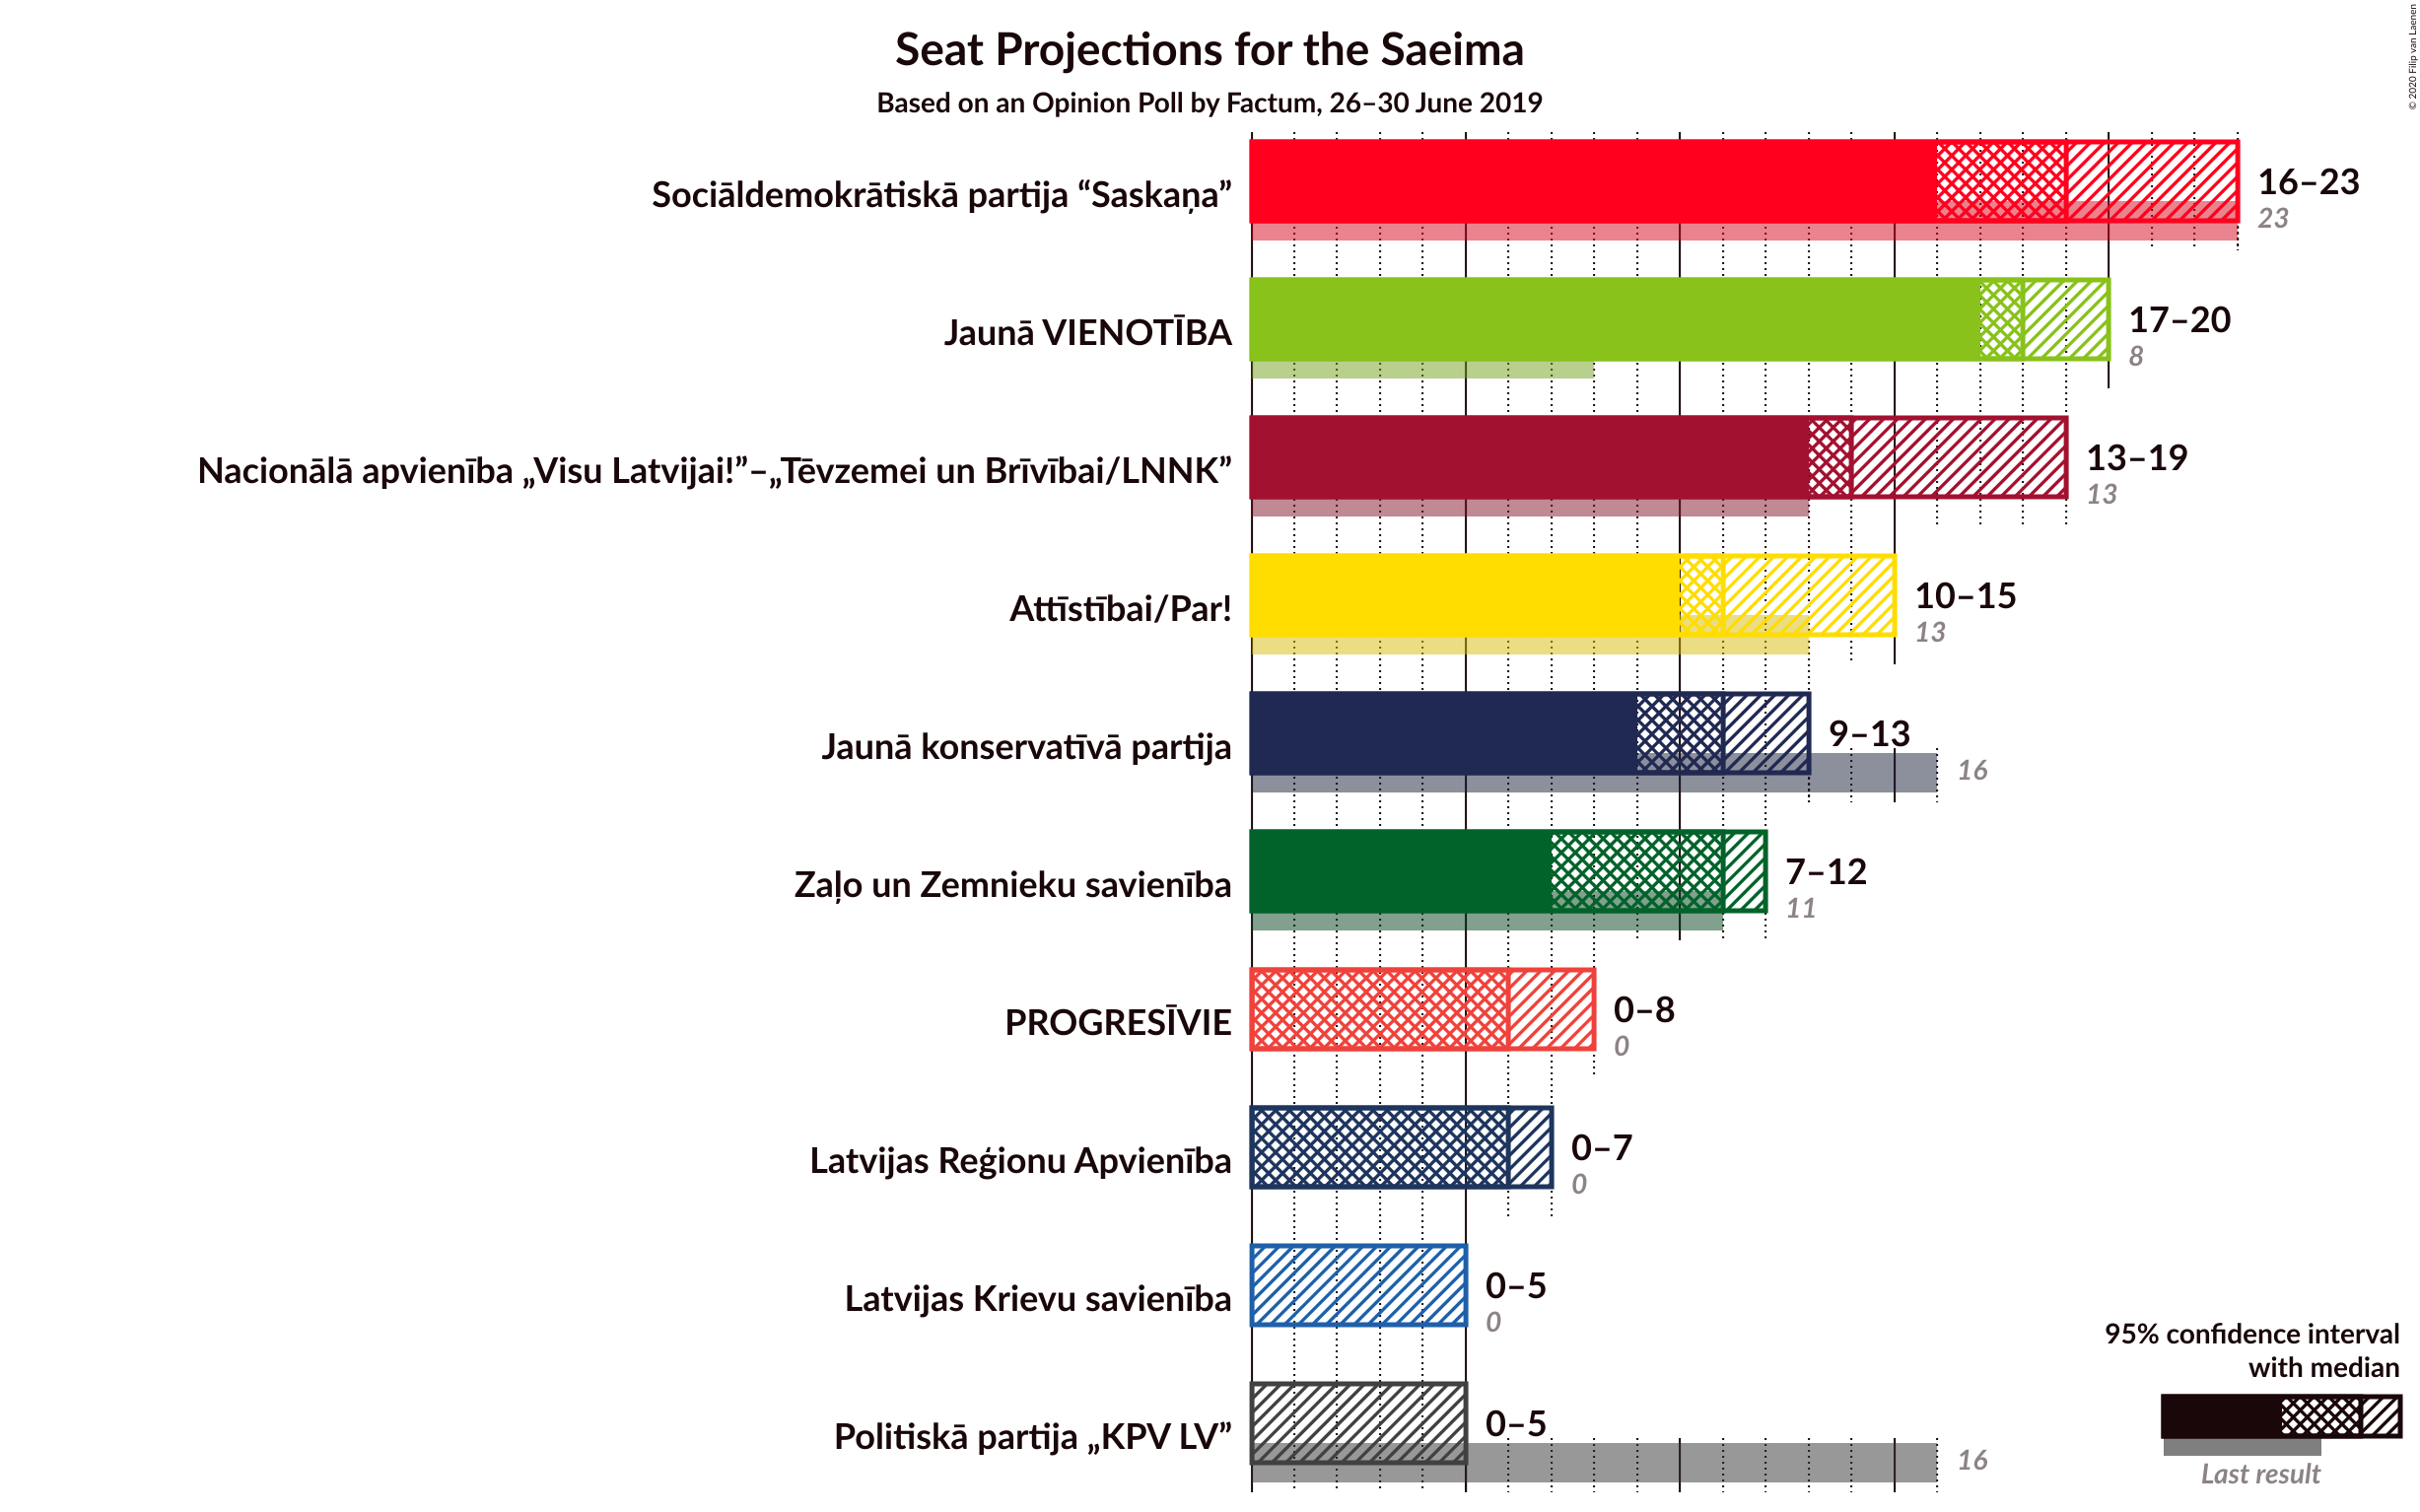 Seat Projections for the Saeima
Based on an Opinion Poll by Factum, 26–30 June 2019
© 2020 Filip van Laenen
Sociāldemokrātiskā partija “Saskaņa”
16–23
23
Jaunā VIENOTĪBA
17–20
8
Nacionālā apvienība „Visu Latvijai!”–„Tēvzemei un Brīvībai/LNNK”
13–19
13
Attīstībai/Par!
10–15
13
Jaunā konservatīvā partija
9–13
16
Zaļo un Zemnieku savienība
7–12
11
PROGRESĪVIE
0–8
0
Latvijas Reģionu Apvienība
0–7
0
Latvijas Krievu savienība
0–5
0
Politiskā partija „KPV LV”
0–5
16
95% confidence interval
with median
Last result